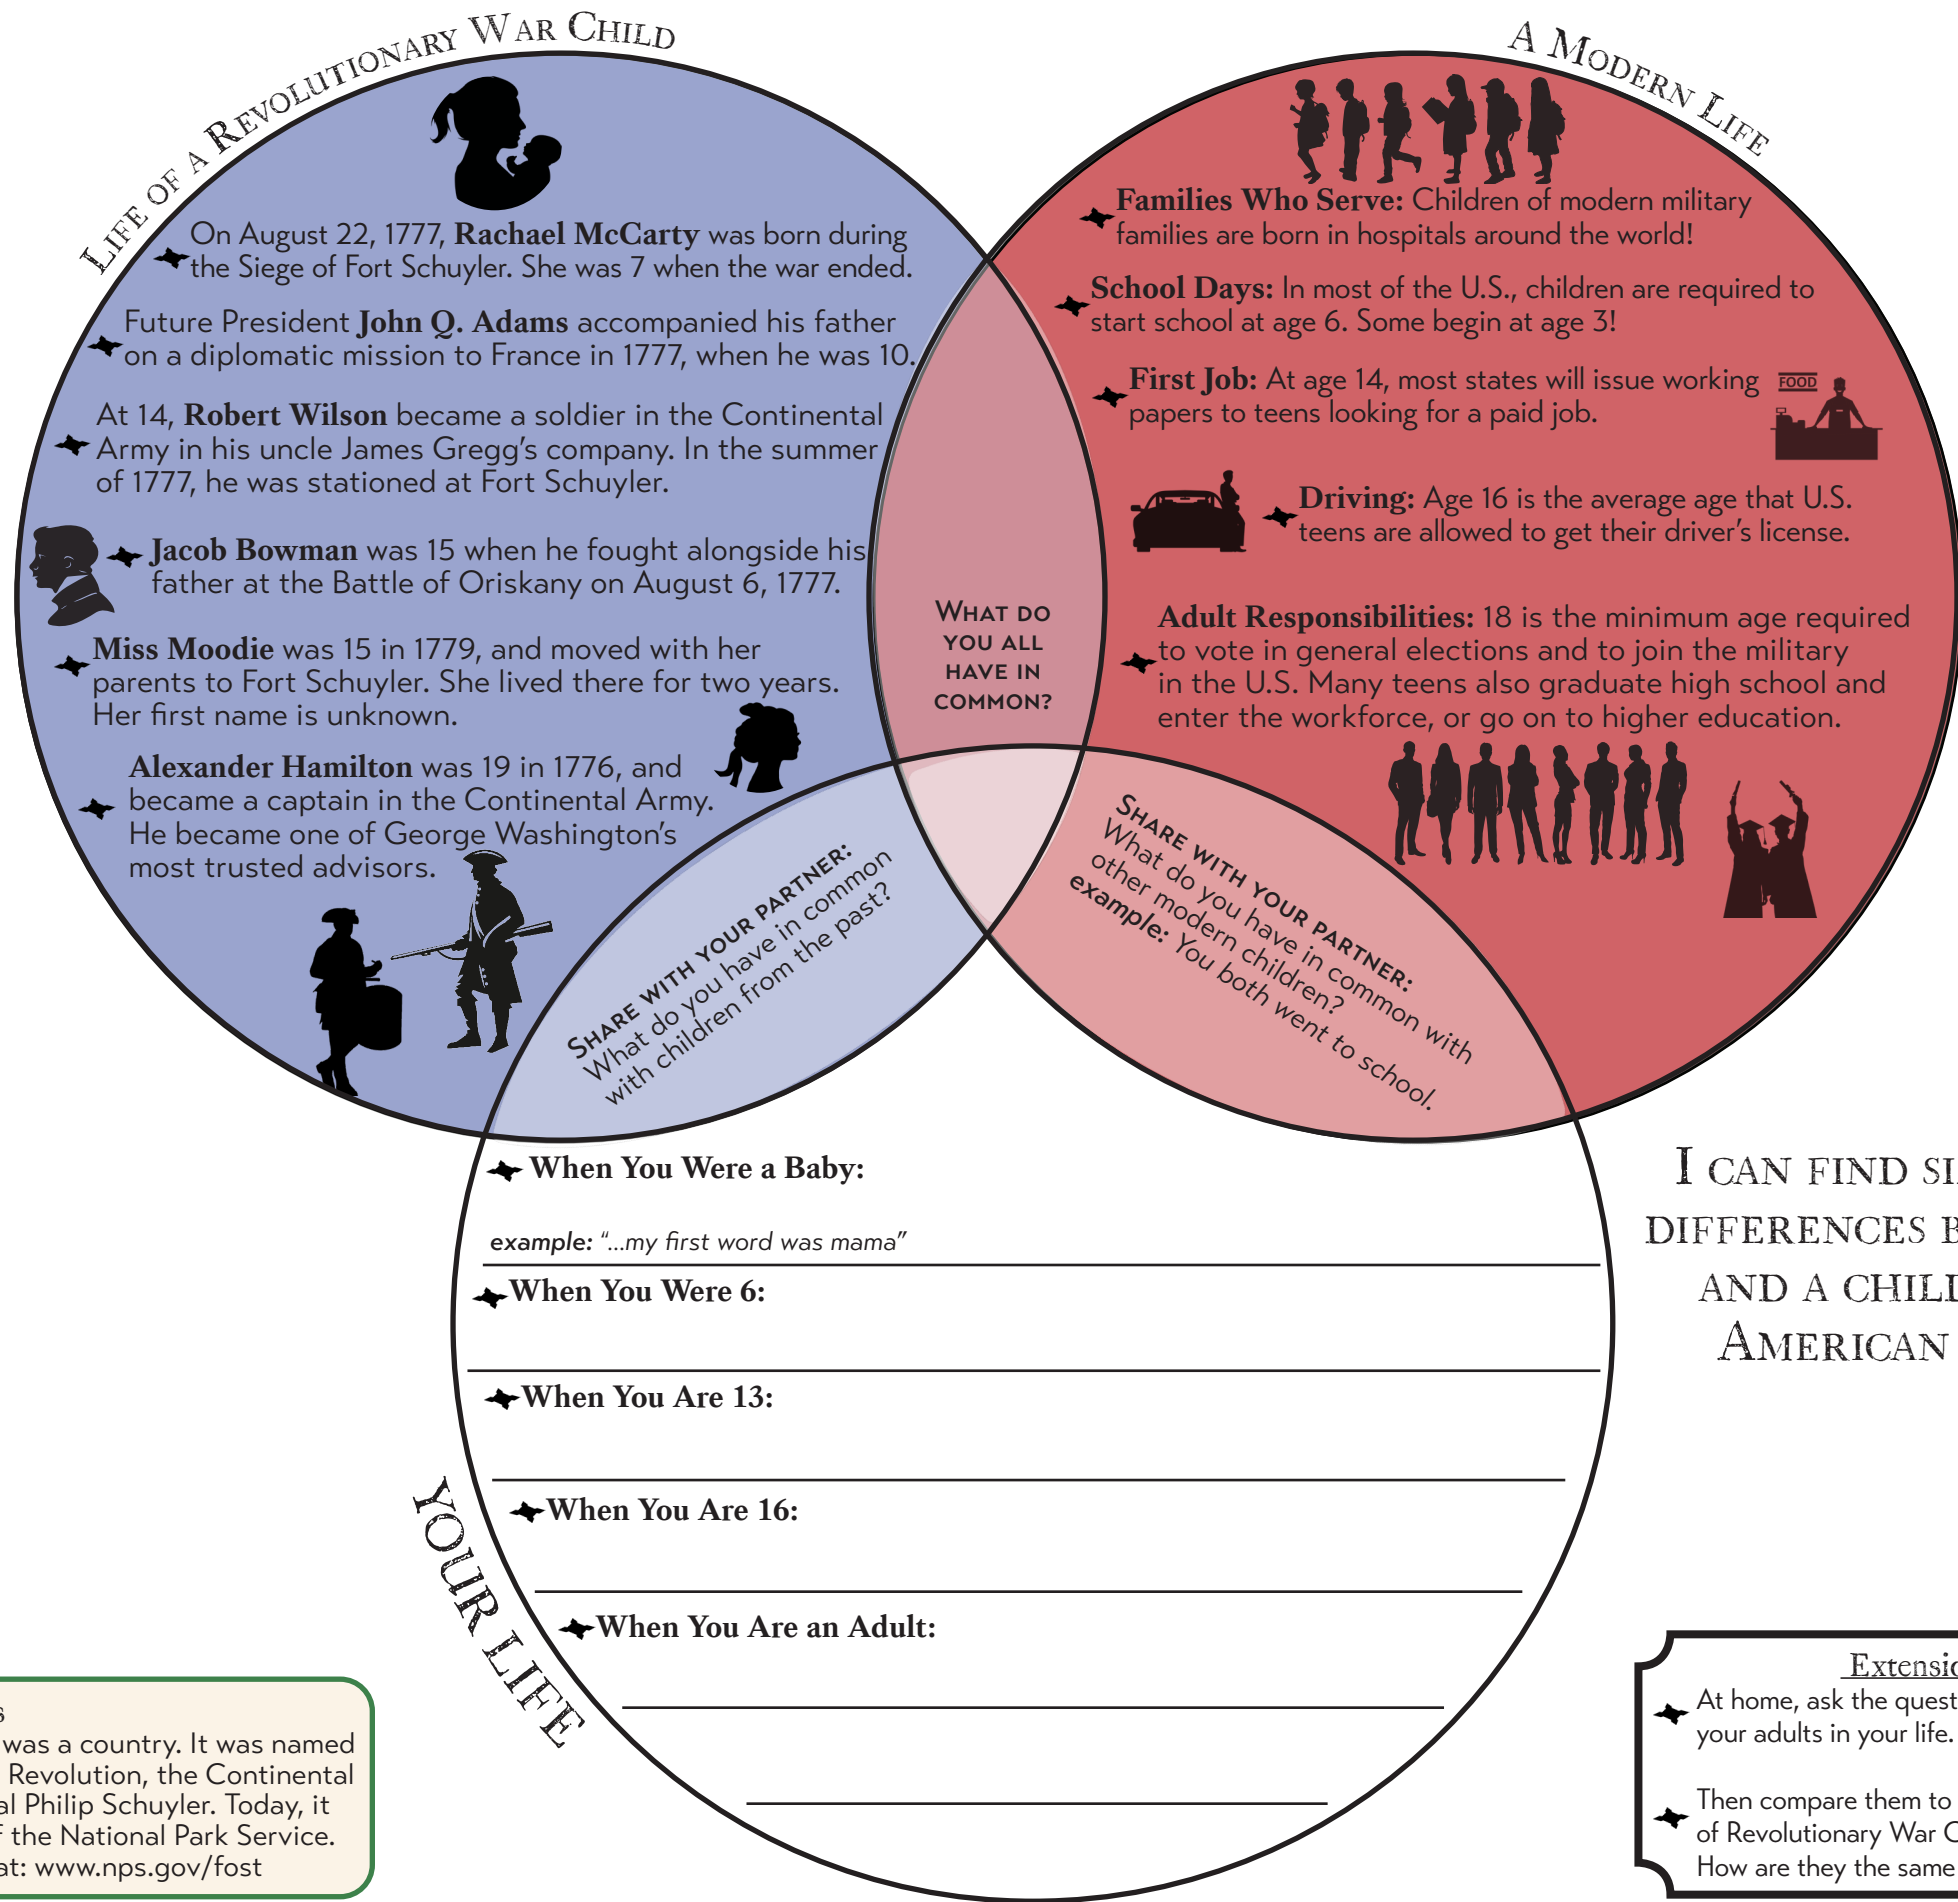 LIFE OF A REVOLUTIONARY WAR CHILD
On August 22, 1777, Rachael McCarty was born during
the Siege of Fort Schuyler. She was 7 when the war ended.
Future President John Q. Adams accompanied his father
on a diplomatic mission to France in 1777, when he was 10.
At 14, Robert Wilson became a soldier in the Continental
Army in his uncle James Gregg's company. In the summer
of 1777, he was stationed at Fort Schuyler.
Jacob Bowman was 15 when he fought alongside his
father at the Battle of Oriskany on August 6, 1777.
Miss Moodie was 15 in 1779, and moved with her
parents to Fort Schuyler. She lived there for two years.
Her first name is unknown.
Alexander Hamilton was 19 in 1776, and
became a captain in the Continental Army.
He became one of George Washington's
most trusted advisors.
A MODERN LIFE
Families Who Serve: Children of modern military
families are born in hospitals around the world!
School Days: In most of the U.S., children are required to
start school at age 6. Some begin at age 3!
First Job: At age 14, most states will issue working
papers to teens looking for a paid job.
FOOD
Driving: Age 16 is the average age that U.S.
teens are allowed to get their driver's license.
Adult Responsibilities: 18 is the minimum age required
to vote in general elections and to join the military
in the U.S. Many teens also graduate high school and
enter the workforce, or go on to higher education.
WHAT DO
YOU ALL
HAVE IN
COMMON?
SHARE WITH YOUR PARTNER:
What do you have in common
with children from the past?
SHARE WITH YOUR PARTNER:
What do you have in common with
other modern children?
example: You both went to school.
YOUR LIFE
When You Were a Baby:
example: "...my first word was mama"
When You Were 6:
When You Are 13:
When You Are 16:
When You Are an Adult:
I CAN FIND
DIFFERENCES
AND A
AMERICAN
was a country. It was named
Revolution, the Continental
Philip Schuyler. Today, it
the National Park Service.
at: www.nps.gov/fost
At home, ask the
your adults in your life.
Then compare them to
of Revolutionary War
How are they the same